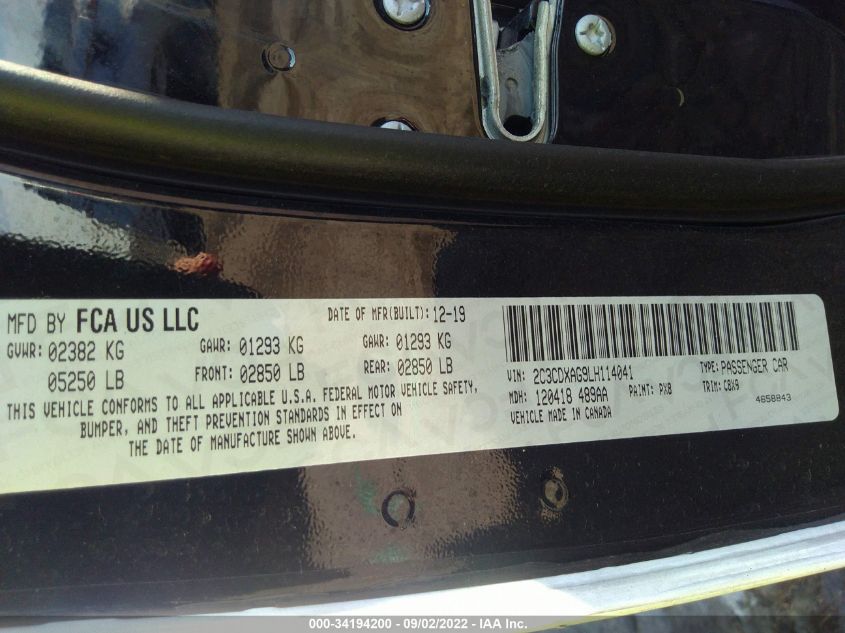 MFD BY FCA US LLC DATE OF MFR(BUILT): 12-19
GVWR: 02382 KG GAWR: 01293 KG GAWR: 01293 KG
05250 LB FRONT: 02850 LB REAR: 02850 LB
THIS VEHICLE CONFORMS TO ALL APPLICABLE U.S.A. FEDERAL MOTOR VEHICLE SAFETY,
BUMPER, AND THEFT PREVENTION STANDARDS IN EFFECT ON
THE DATE OF MANUFACTURE SHOWN ABOVE.
VIN: 2C3CDXAG9LH114041 TYPE: PASSENGER CAR
MDH: 120418 489AA PAINT: PX8 TRIM: C8X9
VEHICLE MADE IN CANADA 4658843
000-34194200 - 09/02/2022 - IAA Inc.